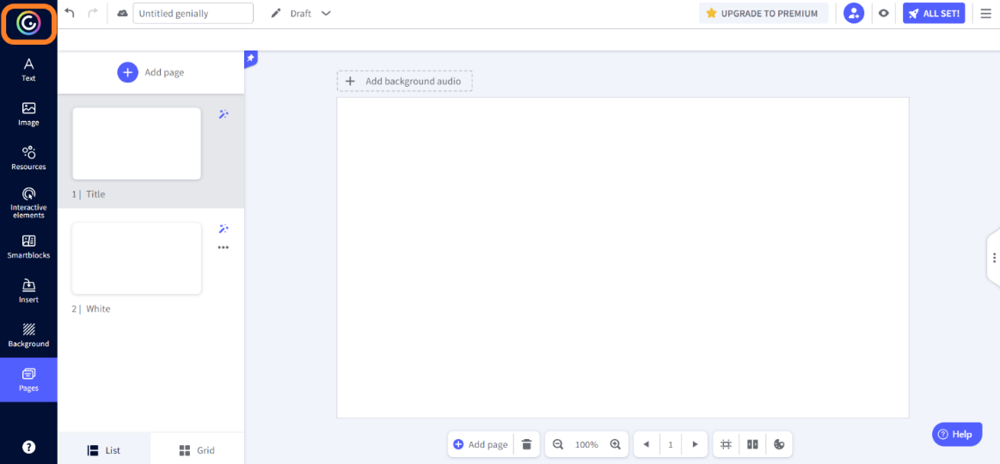 Untitled genially
Draft
UPGRADE TO PREMIUM
ALL SET!
Text
Image
Resources
Interactive
elements
Smartblocks
Insert
Background
Pages
Add page
1 | Title
2 | White
List
Grid
Add background audio
Add page
100%
1
Help